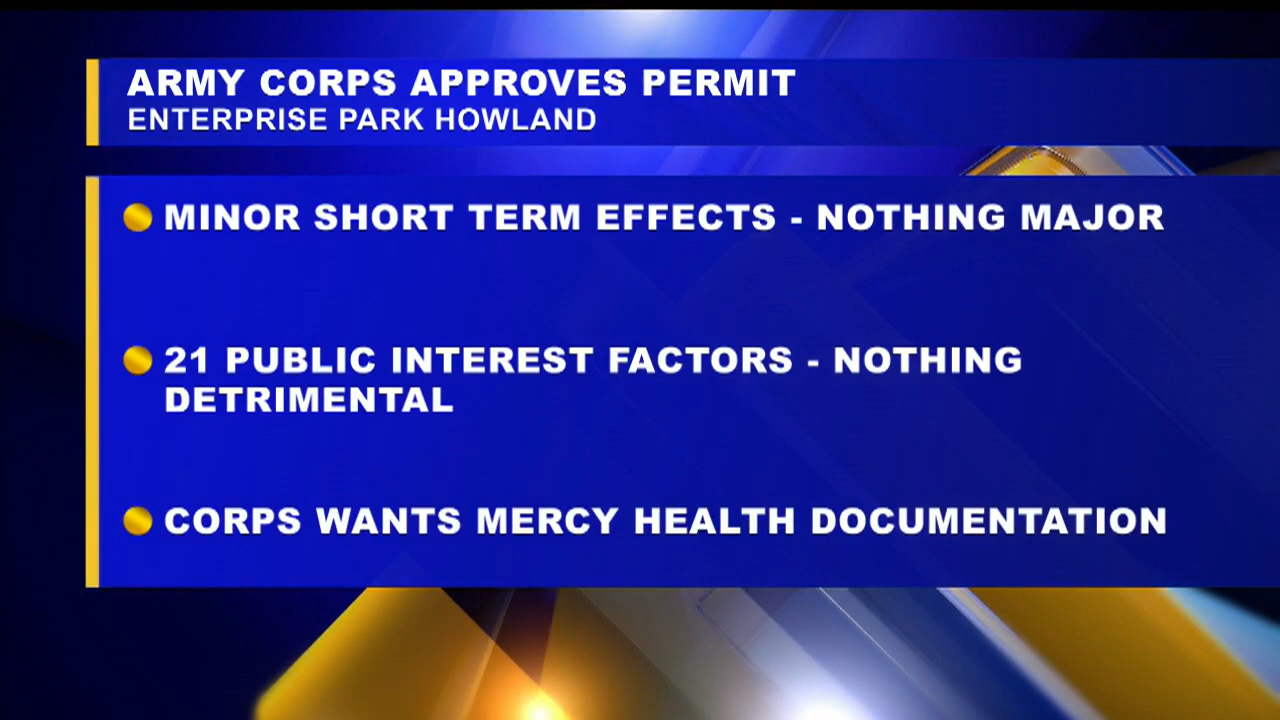 ARMY CORPS APPROVES PERMIT
ENTERPRISE PARK HOWLAND
MINOR SHORT TERM EFFECTS - NOTHING MAJOR
21 PUBLIC INTEREST FACTORS - NOTHING
DETRIMENTAL
CORPS WANTS MERCY HEALTH DOCUMENTATION